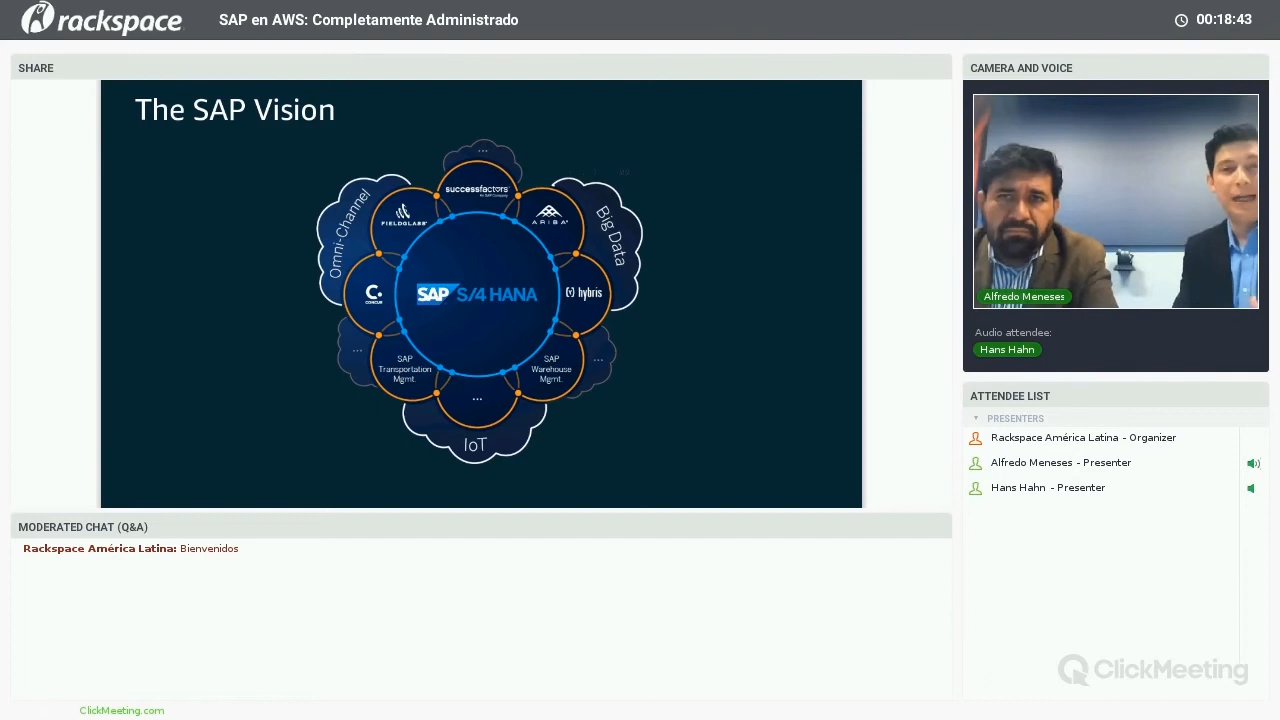 rackspace
SAP en AWS: Completamente Administrado
00:18:43
SHARE
The SAP Vision
...
successfactors
An SAP Company
FIELDGLASS
ARIBA
Omni-Channel
Big Data
C.
CONCUR
SAP S/4 HANA
(y) hybris
...
SAP
Transportation
Mgmt.
SAP
Warehouse
Mgmt.
...
...
IoT
MODERATED CHAT (Q&A)
Rackspace América Latina: Bienvenidos
ClickMeeting.com
CAMERA AND VOICE
Alfredo Meneses
Audio attendee:
Hans Hahn
ATTENDEE LIST
PRESENTERS
Rackspace América Latina - Organizer
Alfredo Meneses - Presenter
Hans Hahn - Presenter
ClickMeeting